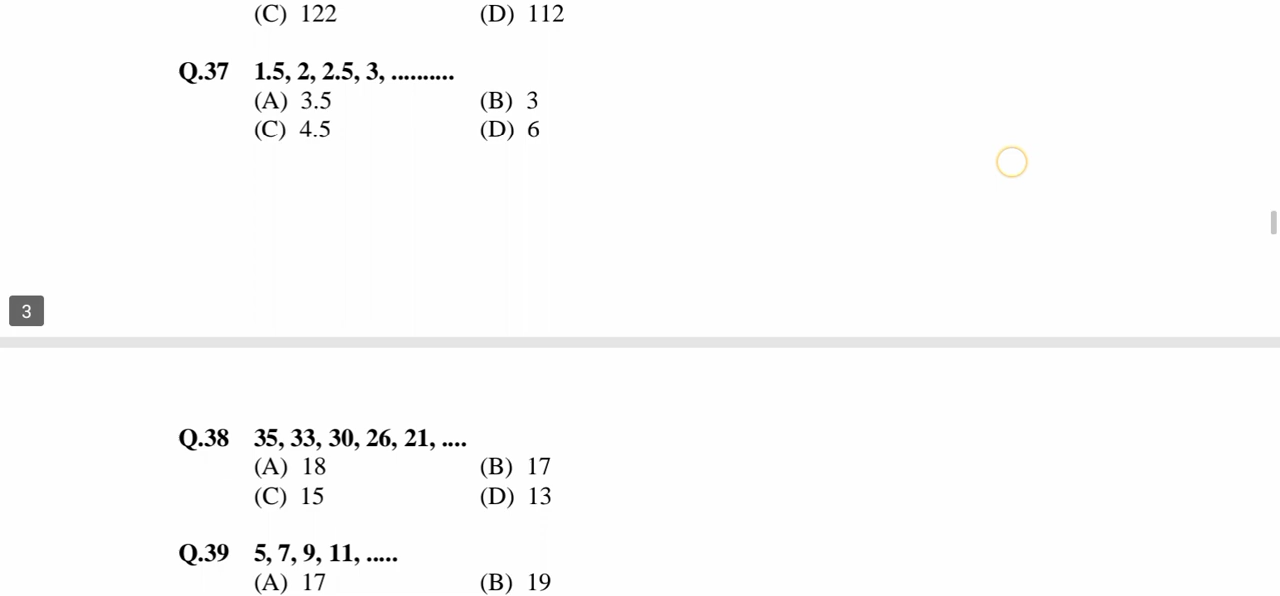 (C) 122 (D) 112
Q.37 1.5, 2, 2.5, 3, ..........
(A) 3.5 (B) 3
(C) 4.5 (D) 6
3
Q.38 35, 33, 30, 26, 21, ....
(A) 18 (B) 17
(C) 15 (D) 13
Q.39 5, 7, 9, 11, .....
(A) 17 (B) 19